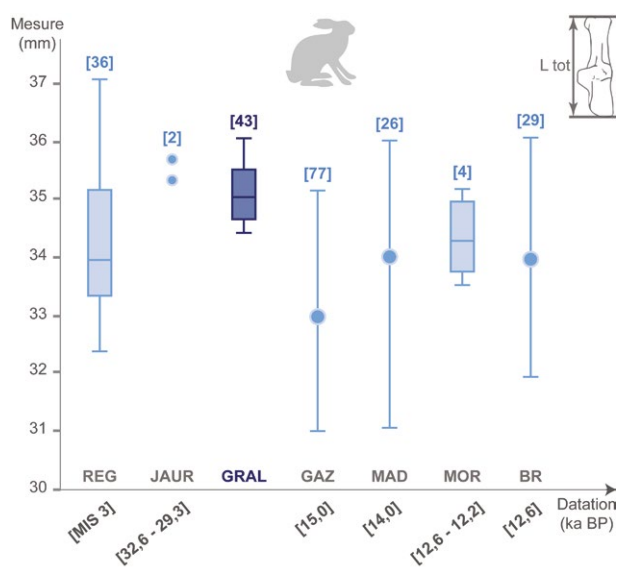 Mesure
(mm)
L tot
37
36
35
34
33
32
31
30
[36]
[2]
[43]
[77]
[26]
[4]
[29]
REG JAUR GRAL GAZ MAD MOR BR
[MIS 3] [32,6 - 29,3] [15,0] [14,0] [12,6 - 12,2] [12,6]
Datation
(ka BP)